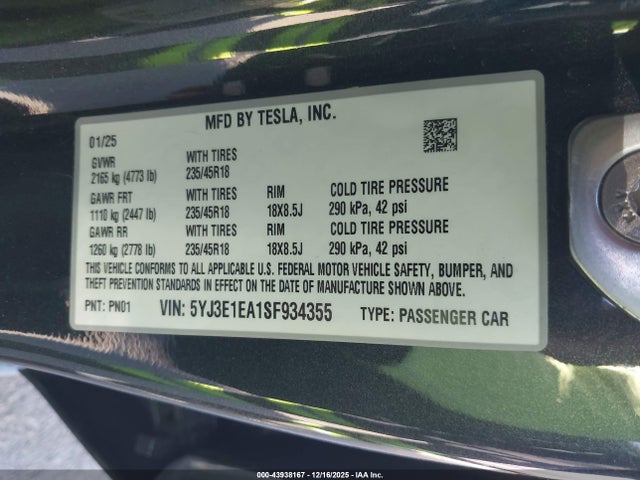 MFD BY TESLA, INC.
01/25
GVWR WITH TIRES
2165 kg (4773 lb) 235/45R18
GAWR FRT WITH TIRES RIM COLD TIRE PRESSURE
1110 kg (2447 lb) 235/45R18 18X8.5J 290 kPa, 42 psi
GAWR RR WITH TIRES RIM COLD TIRE PRESSURE
1260 kg (2778 lb) 235/45R18 18X8.5J 290 kPa, 42 psi
THIS VEHICLE CONFORMS TO ALL APPLICABLE U.S. FEDERAL MOTOR VEHICLE SAFETY, BUMPER, AND
THEFT PREVENTION STANDARDS IN EFFECT ON THE DATE OF MANUFACTURE SHOWN ABOVE.
PNT: PN01 VIN: 5YJ3E1EA1SF934355 TYPE: PASSENGER CAR
00-43938167 - 12/16/2025 - IAA Inc.